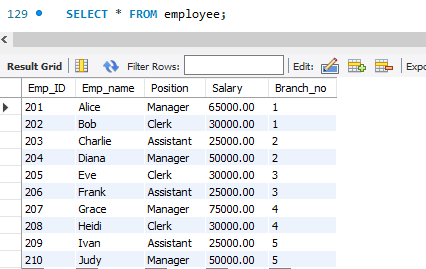 129 SELECT * FROM employee;
Result Grid Filter Rows: Edit:
Emp_ID Emp_name Position Salary Branch_no
201 Alice Manager 65000.00 1
202 Bob Clerk 30000.00 1
203 Charlie Assistant 25000.00 2
204 Diana Manager 50000.00 2
205 Eve Clerk 30000.00 3
206 Frank Assistant 25000.00 3
207 Grace Manager 75000.00 4
208 Heidi Clerk 30000.00 4
209 Ivan Assistant 25000.00 5
210 Judy Manager 50000.00 5